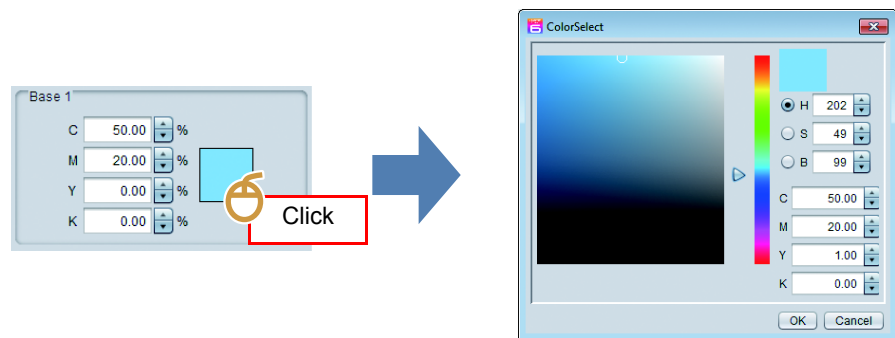 Base 1
C 50.00 %
M 20.00 %
Y 0.00 %
K 0.00 %
Click
6 ColorSelect
H 202
S 49
B 99
C 50.00
M 20.00
Y 1.00
K 0.00
OK Cancel